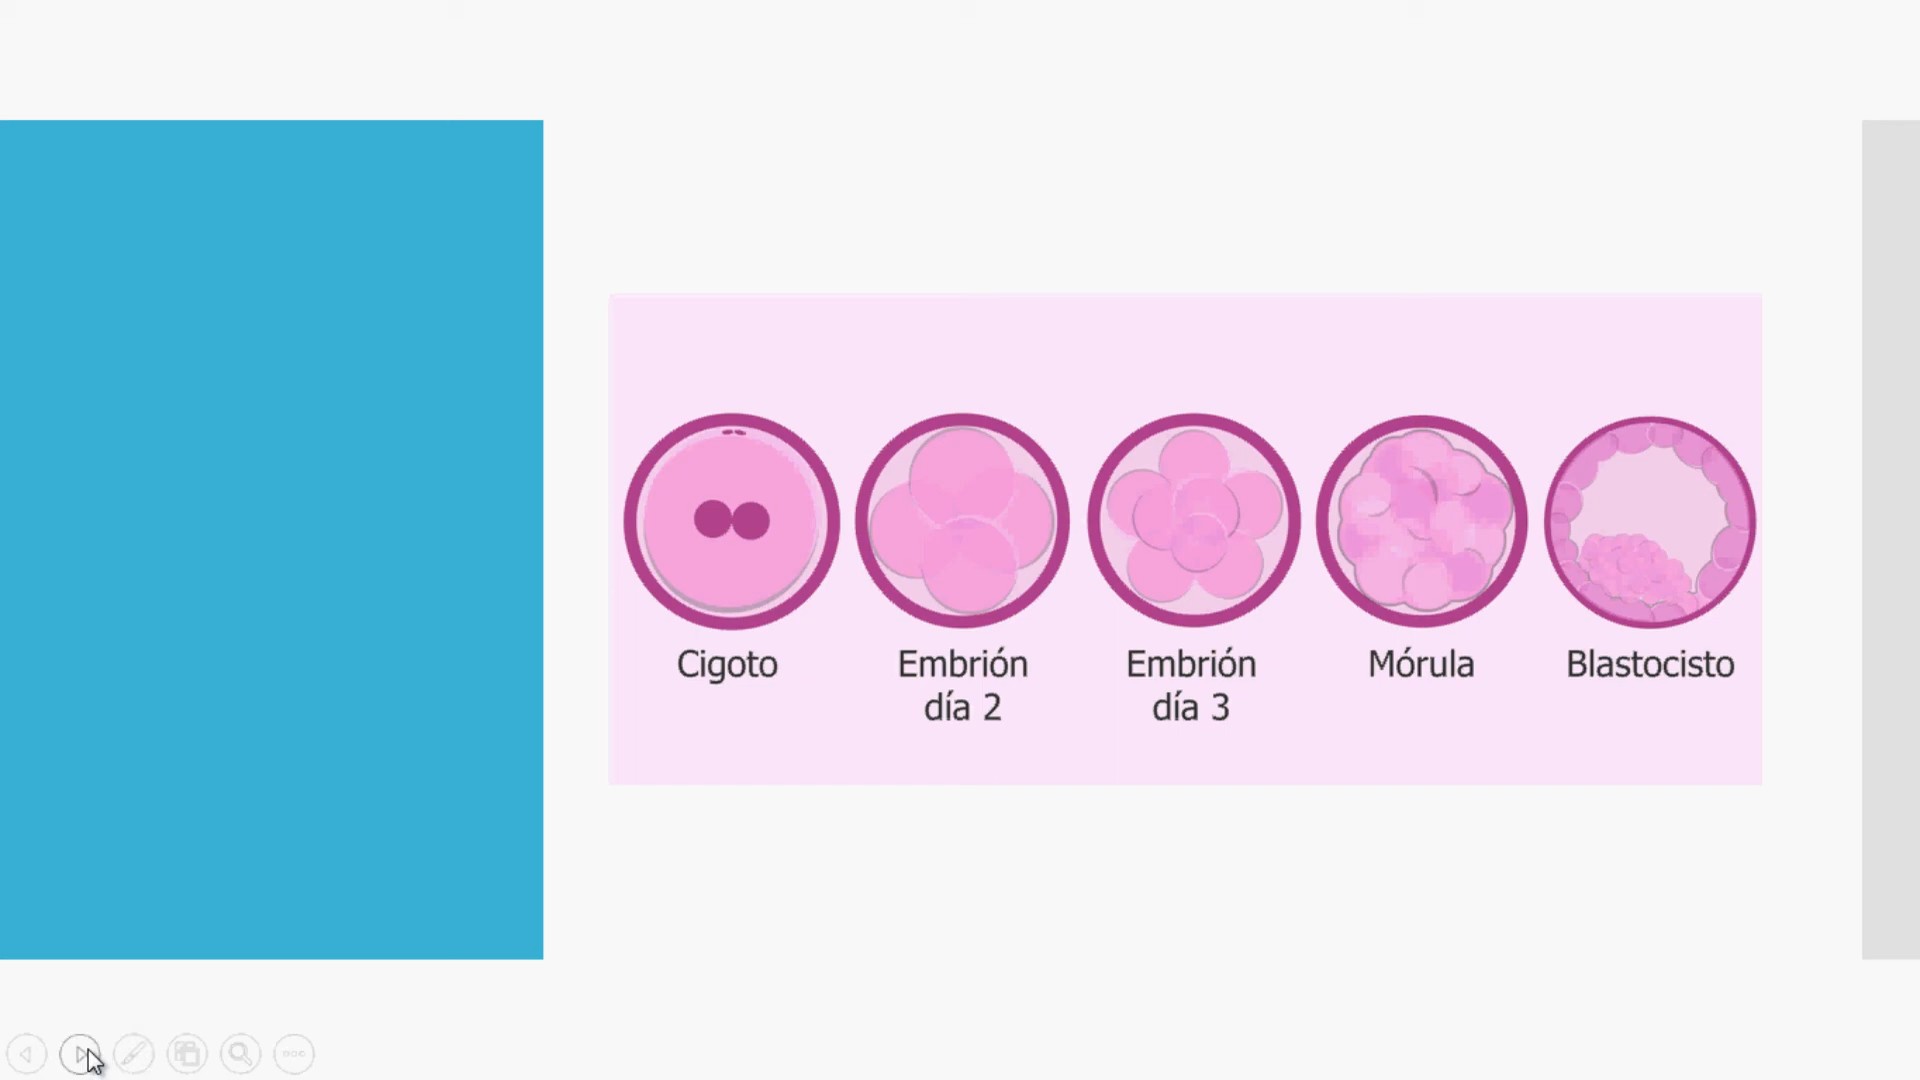 Cigoto
Embrión
día 2
Embrión
día 3
Mórula
Blastocisto